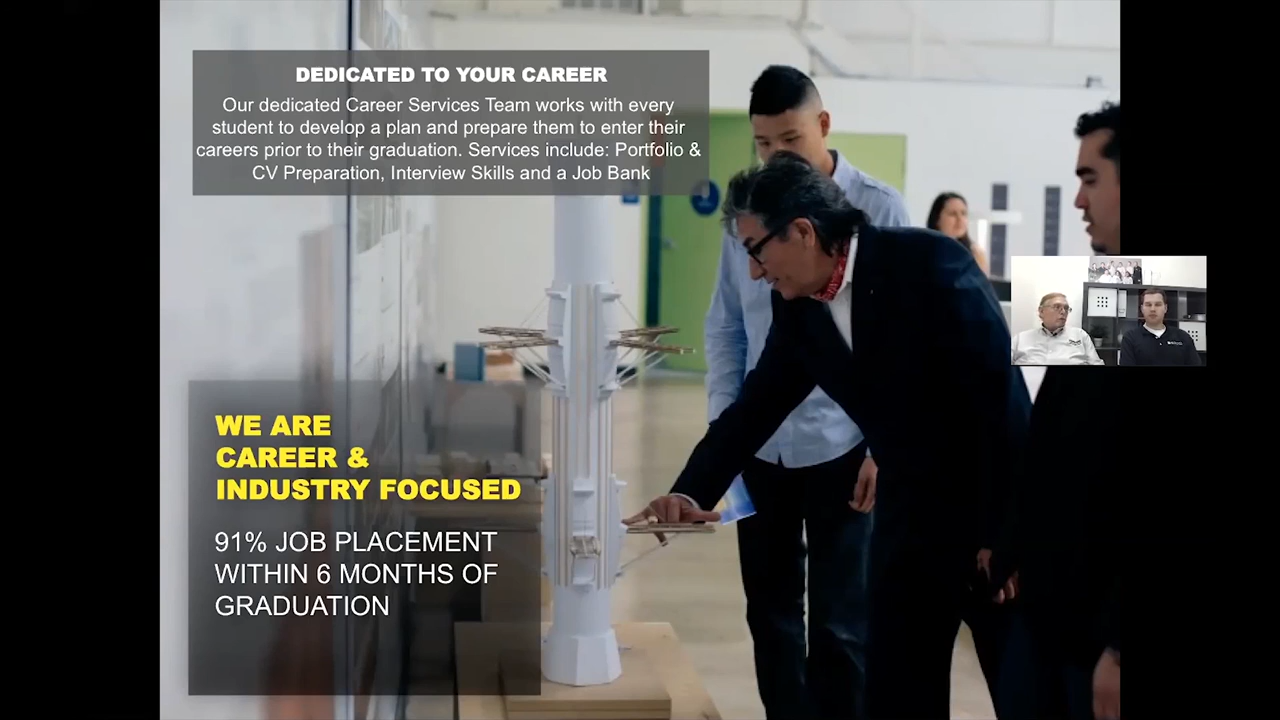 DEDICATED TO YOUR CAREER
Our dedicated Career Services Team works with every
student to develop a plan and prepare them to enter their
careers prior to their graduation. Services include: Portfolio &
CV Preparation, Interview Skills and a Job Bank
WE ARE
CAREER &
INDUSTRY FOCUSED
91% JOB PLACEMENT
WITHIN 6 MONTHS OF
GRADUATION